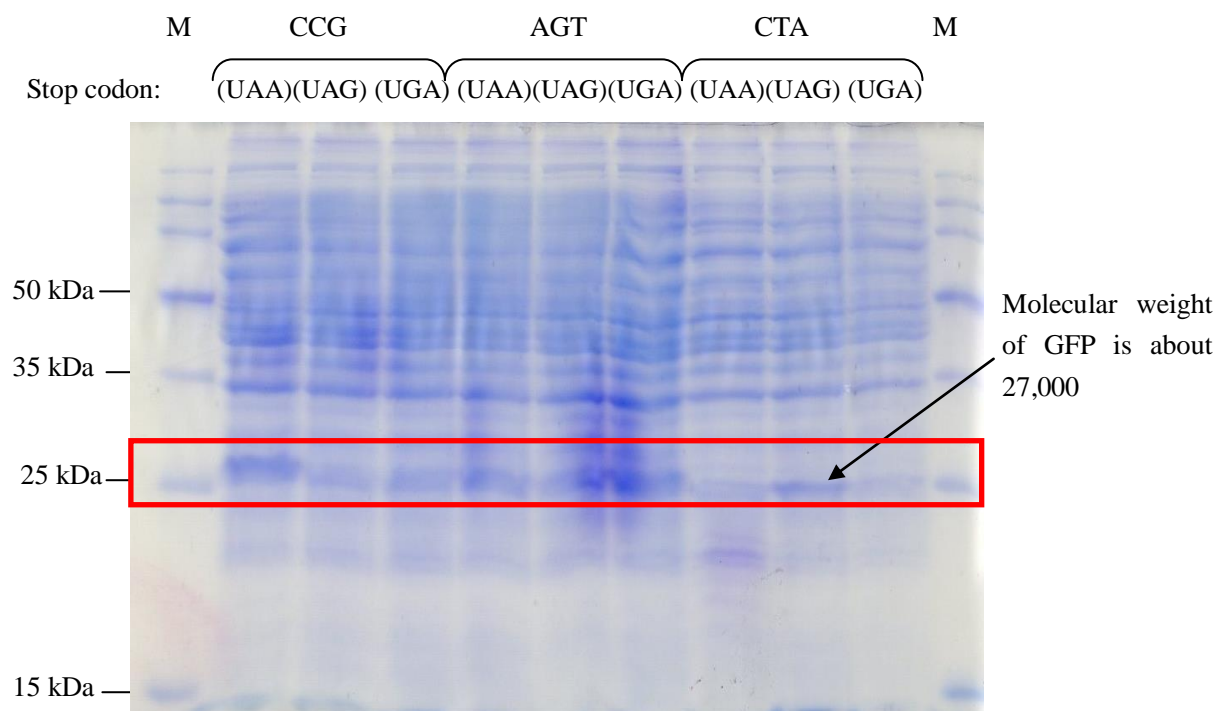 M CCG AGT CTA M
Stop codon: (UAA)(UAG) (UGA) (UAA)(UAG)(UGA) (UAA)(UAG) (UGA)
50 kDa
35 kDa
25 kDa
15 kDa
Molecular weight
of GFP is about
27,000